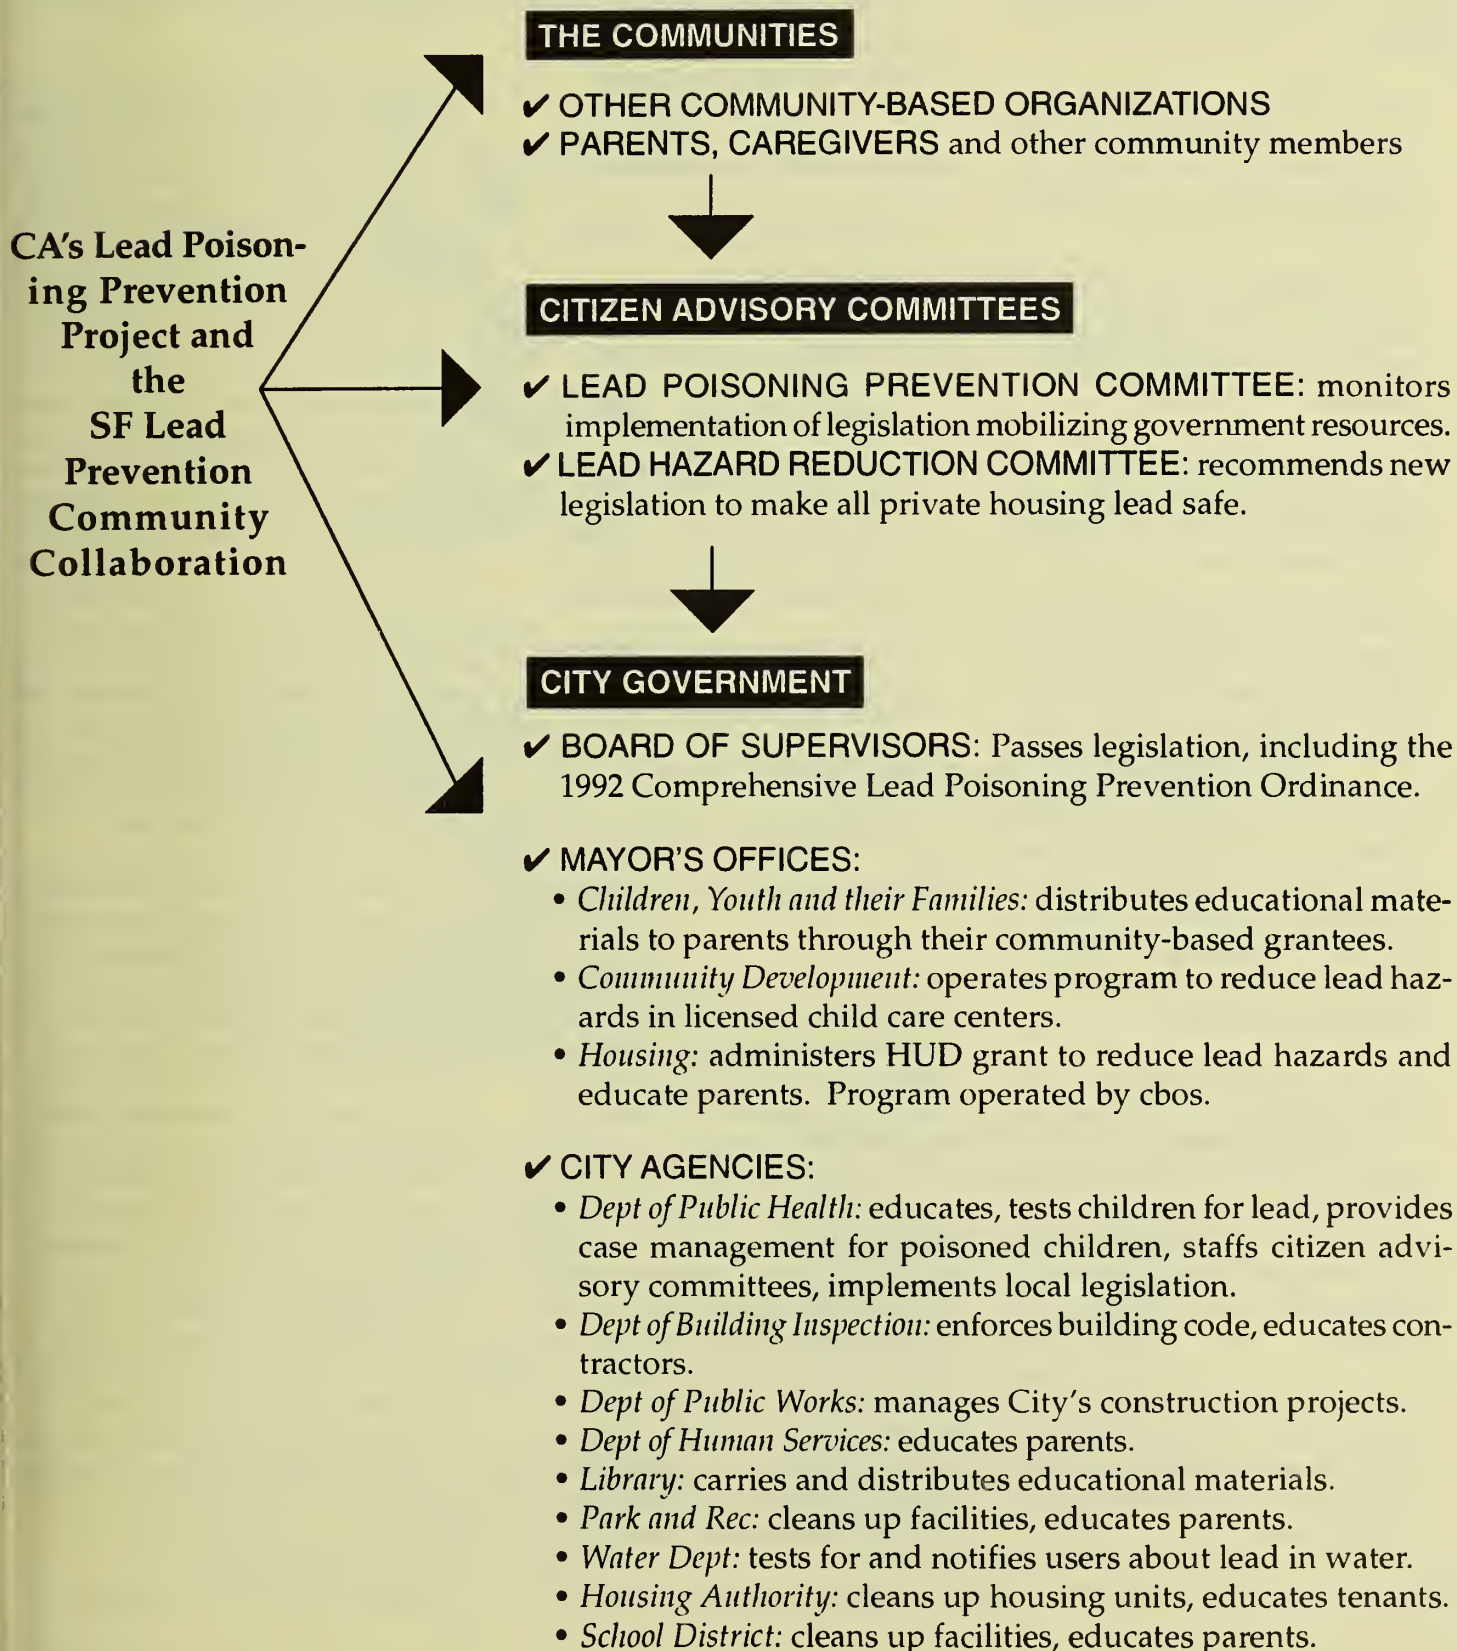 THE COMMUNITIES
✔ OTHER COMMUNITY-BASED ORGANIZATIONS
✔ PARENTS, CAREGIVERS and other community members
CA's Lead Poison-
ing Prevention
Project and
the
SF Lead
Prevention
Community
Collaboration
CITIZEN ADVISORY COMMITTEES
✔ LEAD POISONING PREVENTION COMMITTEE: monitors
implementation of legislation mobilizing government resources.
✔ LEAD HAZARD REDUCTION COMMITTEE: recommends new
legislation to make all private housing lead safe.
CITY GOVERNMENT
✔ BOARD OF SUPERVISORS: Passes legislation, including the
1992 Comprehensive Lead Poisoning Prevention Ordinance.
✔ MAYOR'S OFFICES:
• Children, Youth and their Families: distributes educational mate-
rials to parents through their community-based grantees.
• Community Development: operates program to reduce lead haz-
ards in licensed child care centers.
• Housing: administers HUD grant to reduce lead hazards and
educate parents. Program operated by cbos.
✔ CITY AGENCIES:
• Dept of Public Health: educates, tests children for lead, provides
case management for poisoned children, staffs citizen advi-
sory committees, implements local legislation.
• Dept of Building Inspection: enforces building code, educates con-
tractors.
• Dept of Public Works: manages City's construction projects.
• Dept of Human Services: educates parents.
• Library: carries and distributes educational materials.
• Park and Rec: cleans up facilities, educates parents.
• Water Dept: tests for and notifies users about lead in water.
• Housing Authority: cleans up housing units, educates tenants.
• School District: cleans up facilities, educates parents.